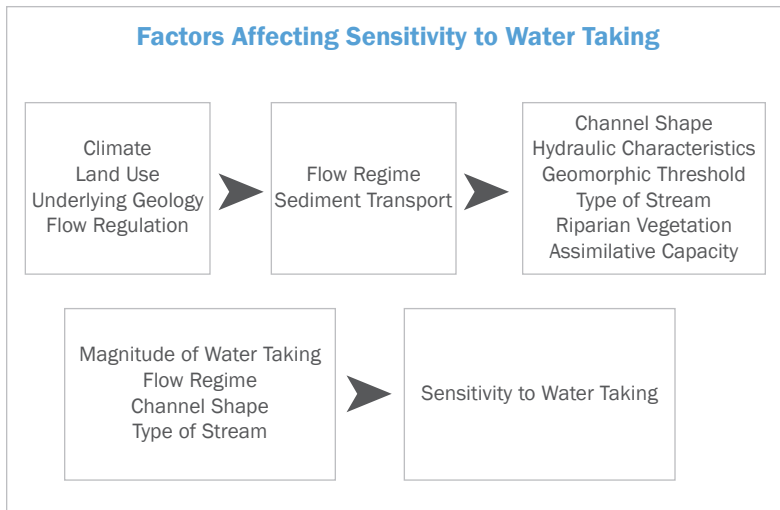 Factors Affecting Sensitivity to Water Taking
Climate
Land Use
Underlying Geology
Flow Regulation
Flow Regime
Sediment Transport
Channel Shape
Hydraulic Characteristics
Geomorphic Threshold
Type of Stream
Riparian Vegetation
Assimilative Capacity
Magnitude of Water Taking
Flow Regime
Channel Shape
Type of Stream
Sensitivity to Water Taking